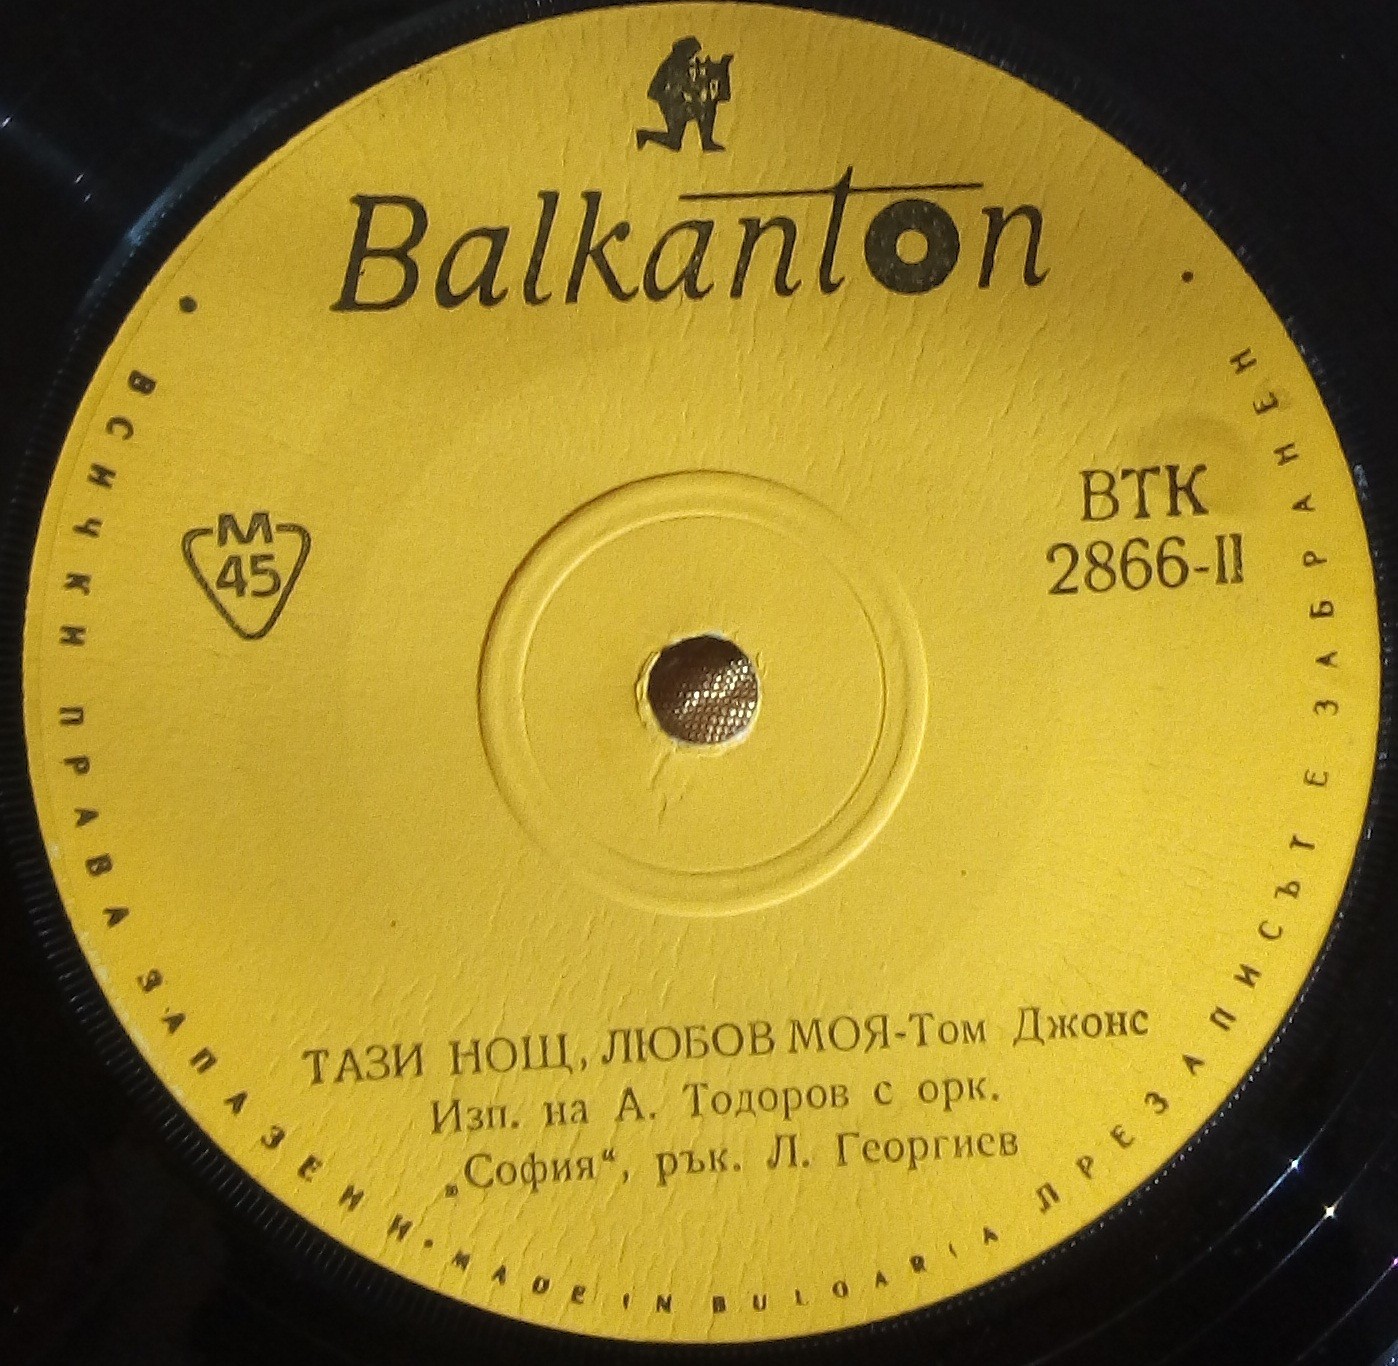 Balkanton
M
45
ВТК
2866-II
ТАЗИ НОЩ, ЛЮБОВ МОЯ-Том Джонс
Изп. на А. Тодоров с орк.
„София“, рък. Л. Георгиев
• ВСИЧКИ ПРАВА ЗАПАЗЕНИ • MADE IN BULGARIA ПРЕЗАПИСЪТ Е ЗАБРАНЕН •